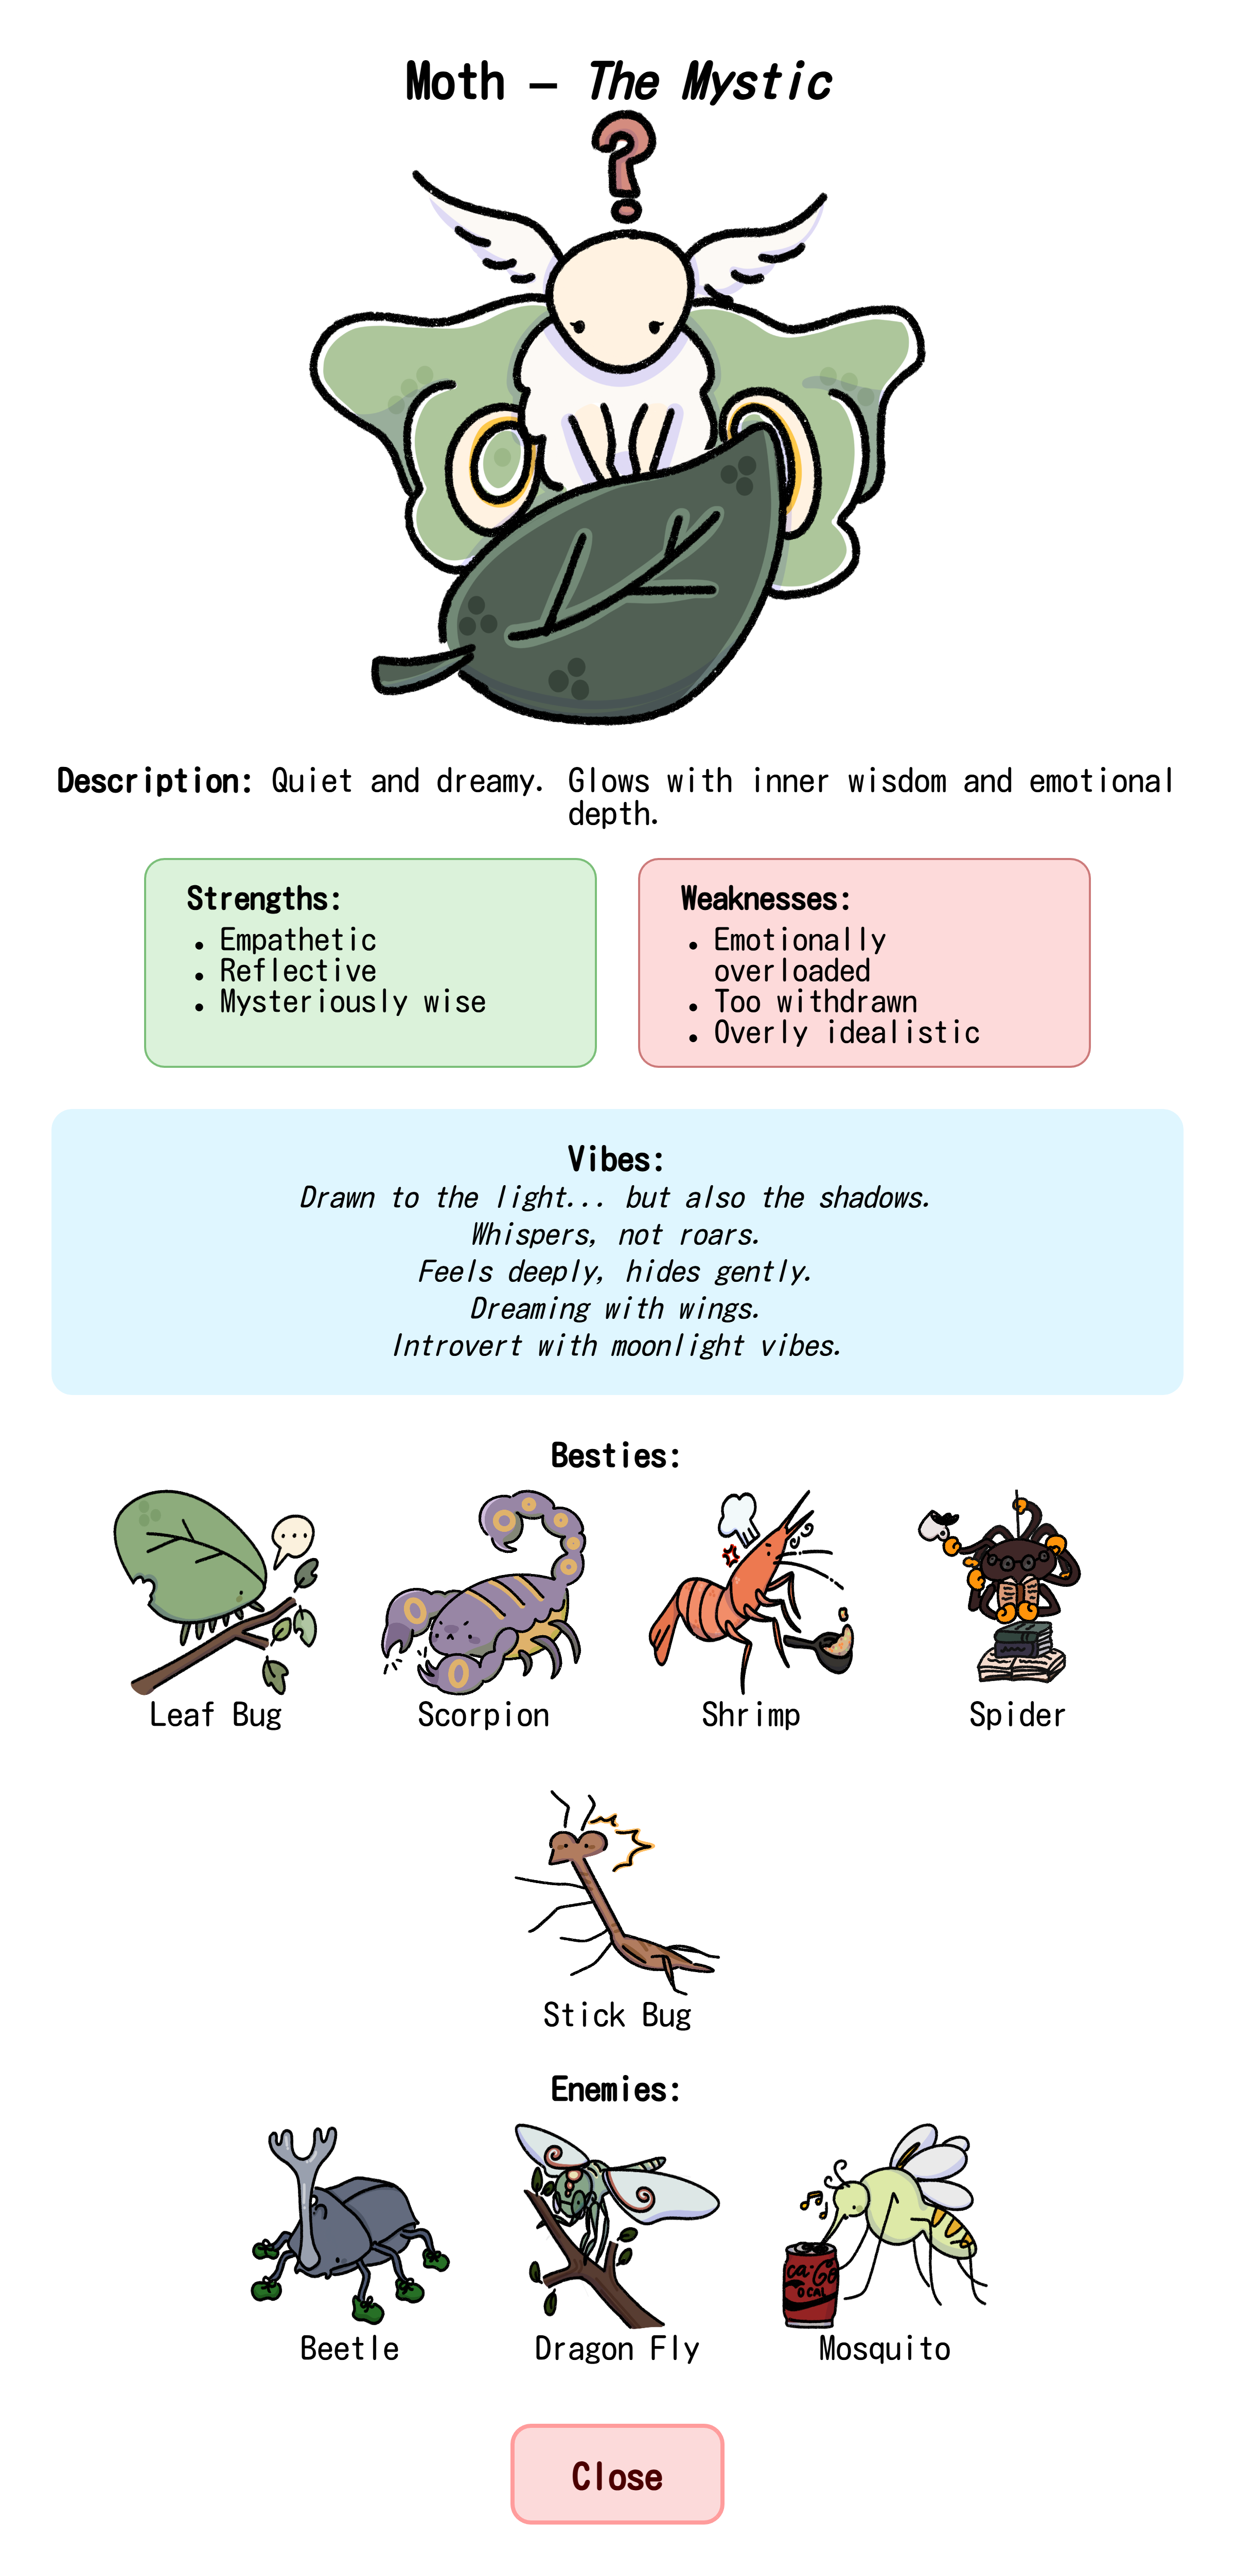 Moth – The Mystic
?
Description: Quiet and dreamy. Glows with inner wisdom and emotional
depth.
Strengths:
• Empathetic
• Reflective
• Mysteriously wise
Weaknesses:
• Emotionally
overloaded
• Too withdrawn
• Overly idealistic
Vibes:
Drawn to the light... but also the shadows.
Whispers, not roars.
Feels deeply, hides gently.
Dreaming with wings.
Introvert with moonlight vibes.
Besties:
...
Leaf Bug
Scorpion
Shrimp
Spider
Stick Bug
Enemies:
ca-Co
0 CAL
Beetle
Dragon Fly
Mosquito
Close